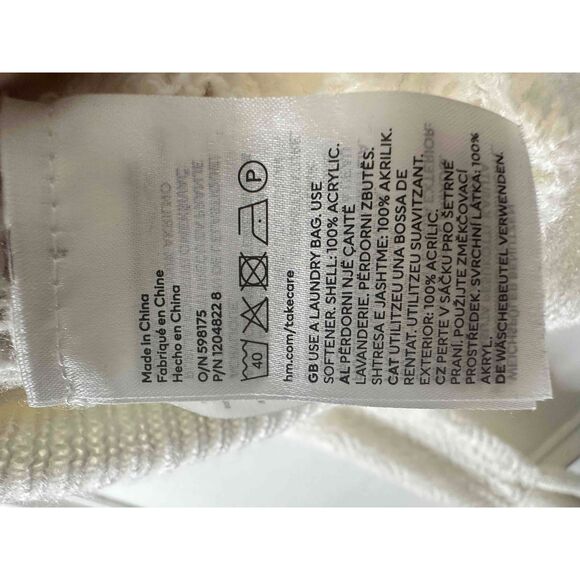 Made in China
Fabriqué en Chine
Hecho en China
O/N 598175
P/N 1204822 8
40
P
hm.com/takecare
GB USE A LAUNDRY BAG. USE
SOFTENER. SHELL: 100% ACRYLIC.
AL PËRDORNI NJË ÇANTË
LAVANDERIE. PËRDORNI ZBUTËS.
SHTRESA E JASHTME: 100% AKRILIK.
CAT UTILITZEU UNA BOSSA DE
RENTAT. UTILITZEU SUAVITZANT.
EXTERIOR: 100% ACRÍLIC.
CZ PERTE V SÁČKU PRO ŠETRNÉ
PRANÍ. POUŽIJTE ZMĚKČOVACÍ
PROSTŘEDEK. SVRCHNÍ LÁTKA: 100%
AKRYL.
DE WÄSCHEBEUTEL VERWENDEN.